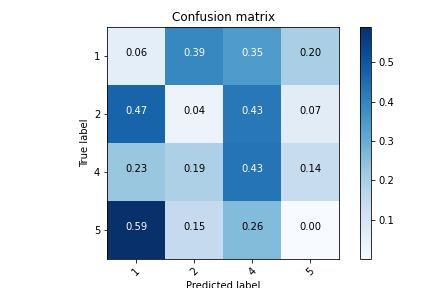 Confusion matrix
1 0.06 0.39 0.35 0.20
2 0.47 0.04 0.43 0.07
4 0.23 0.19 0.43 0.14
5 0.59 0.15 0.26 0.00
1 2 4 5
True label
Predicted label
0.5
0.4
0.3
0.2
0.1